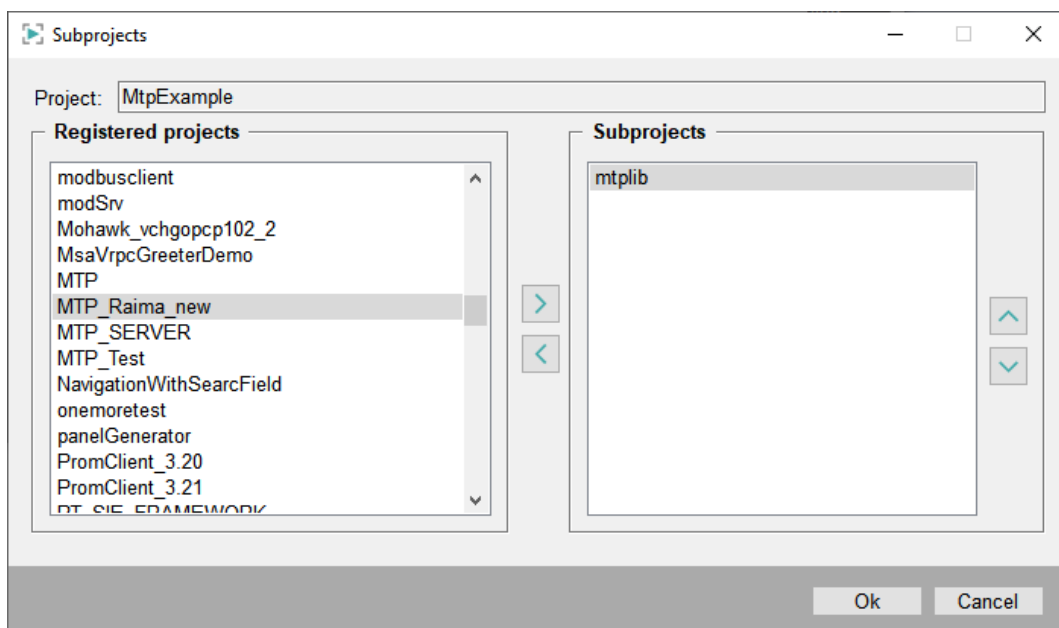 Subprojects
Project: MtpExample
Registered projects
modbusclient
modSrv
Mohawk_vchgopcp102_2
MsaVrpcGreeterDemo
MTP
MTP_Raima_new
MTP_SERVER
MTP_Test
NavigationWithSearcField
onemoretest
panelGenerator
PromClient_3.20
PromClient_3.21
RT_SIE_FRAMEWORK
Subprojects
mtplib
Ok Cancel